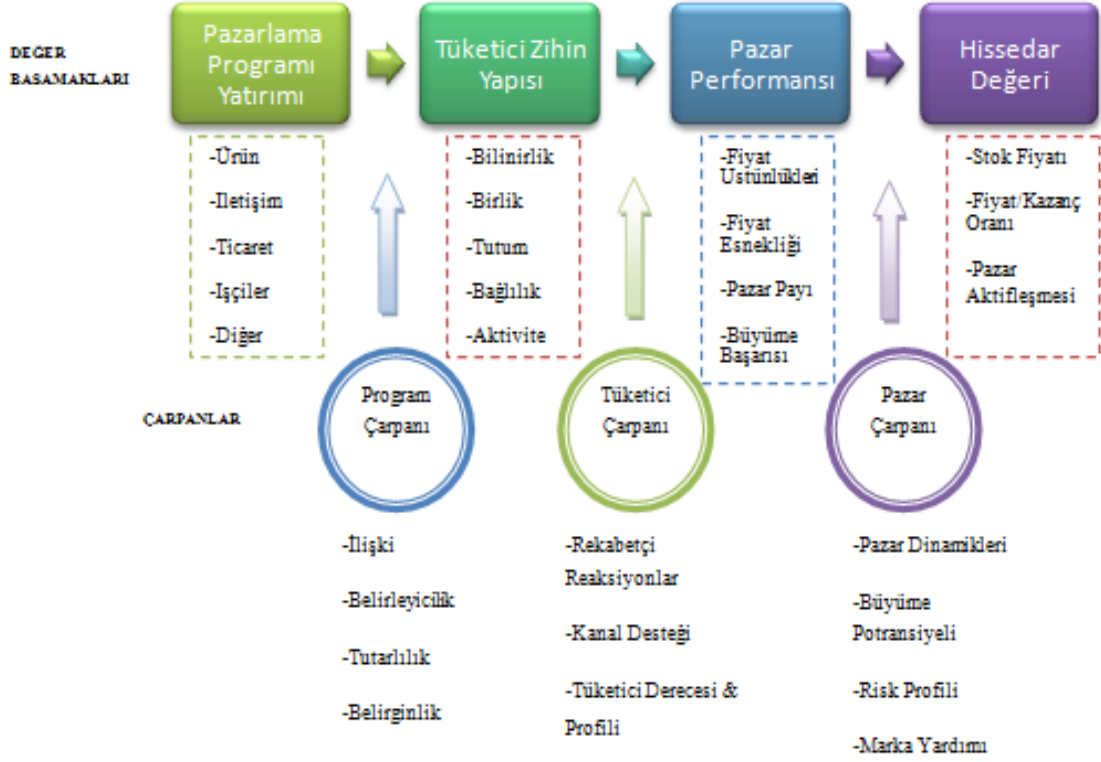 DEĞER
BASAMAKLARI
Pazarlama
Programı
Yatırımı
Tüketici Zihin
Yapısı
Pazar
Performansı
Hissedar
Değeri
-Ürün
-Iletişim
-Ticaret
-Işçiler
-Diğer
-Bilinirlik
-Birlik
-Tutum
-Bağlılık
-Aktivite
-Fiyat
Ustünlükleri
-Fiyat
Esnekliği
-Pazar Payı
-Büyüme
Başarısı
-Stok Fiyatı
-Fiyat/Kazanç
Oranı
-Pazar
Aktifleşmesi
ÇARPANLAR
Program
Çarpanı
Tüketici
Çarpanı
Pazar
Çarpanı
-İlişki
-Belirleyicilik
-Tutarlılık
-Belirginlik
-Rekabetçi
Reaksiyonlar
-Kanal Desteği
-Tüketici Derecesi &
Profili
-Pazar Dinamikleri
-Büyüme
Potransiyeli
-Risk Profili
-Marka Yardımı